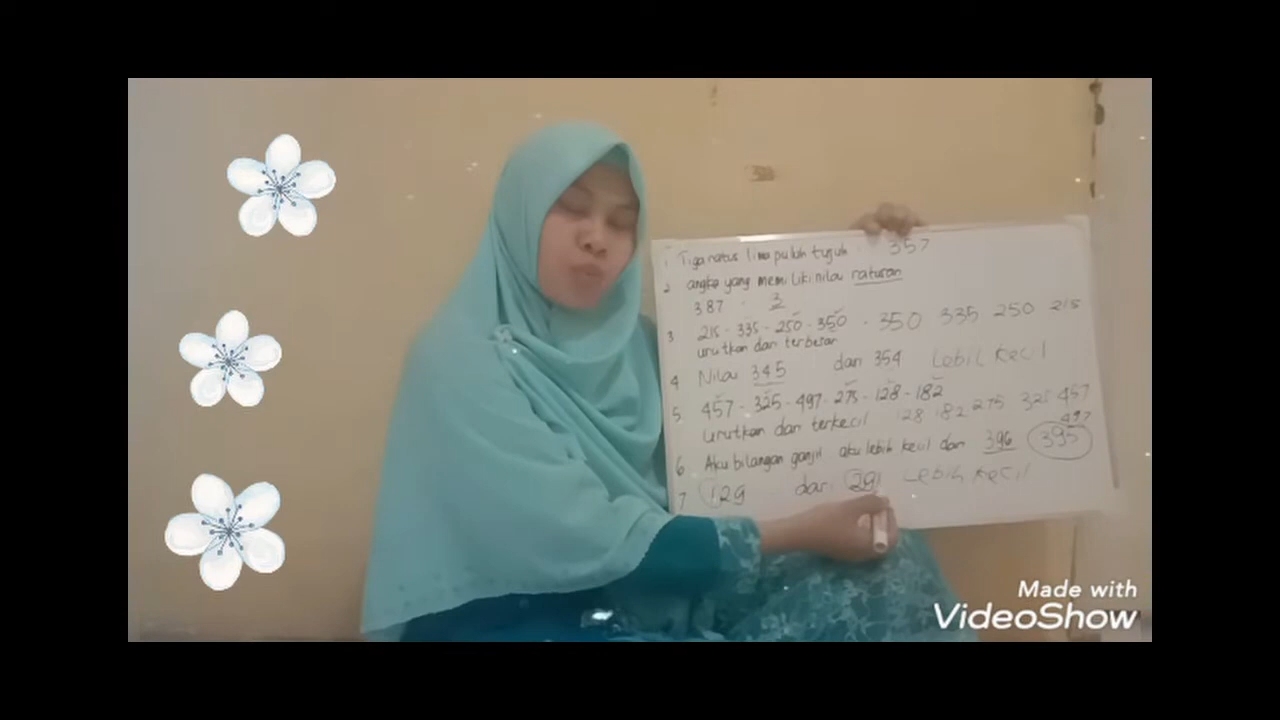 1 Tiga ratus lima puluh tujuh 357
2 angka yang memiliki nilai ratusan
387 : 3
3 215 - 335 - 250 - 350 . 350 335 250 215
urutkan dari terbesar
4 Nilai 345 dari 354 Lebih kecil
5 457 - 325 - 497 - 275 - 128 - 182
urutkan dari terkecil 128 182 275 325 457
497
6 Aku bilangan ganjil aku lebih kecil dari 396 395
7 129 dari 291 Lebih kecil
Made with
VideoShow